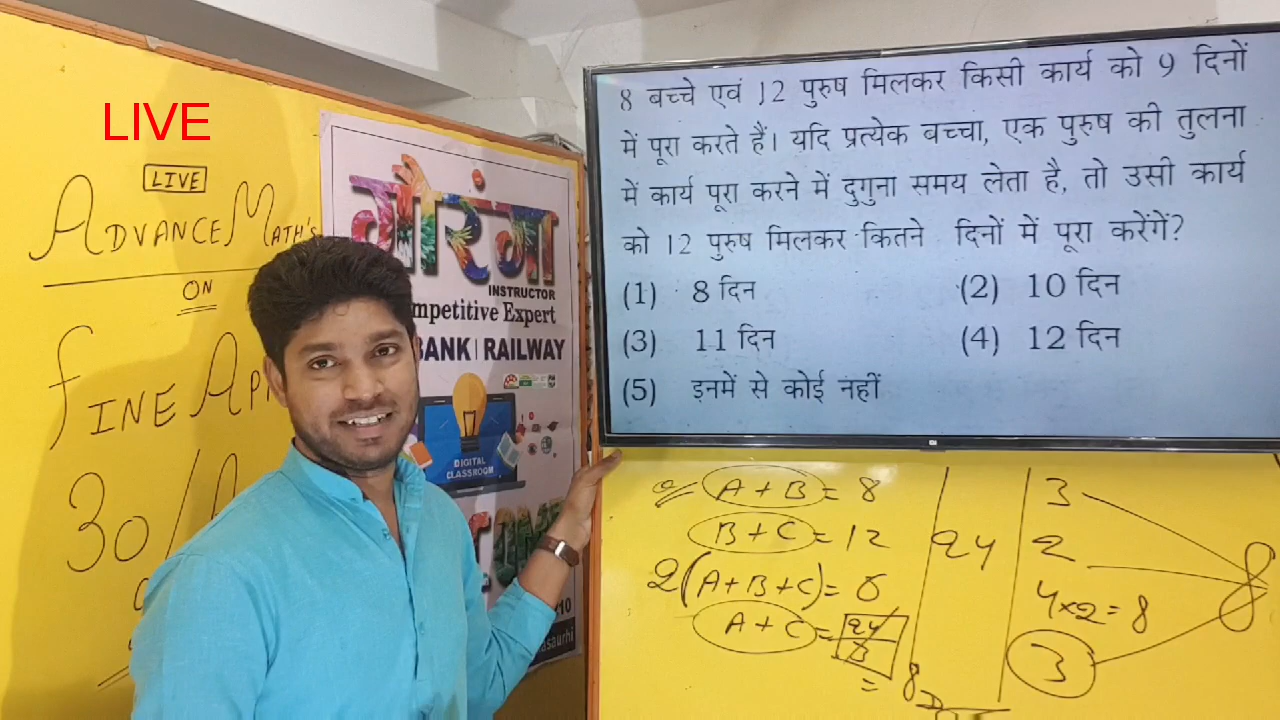 LIVE
LIVE
ADVANCE MATH'S
ON
FINE
30/
गौरंगा
INSTRUCTOR
Competitive Expert
BANK | RAILWAY
DIGITAL
CLASSROOM
8 बच्चे एवं 12 पुरुष मिलकर किसी कार्य को 9 दिनों
में पूरा करते हैं। यदि प्रत्येक बच्चा, एक पुरुष की तुलना
में कार्य पूरा करने में दुगुना समय लेता है, तो उसी कार्य
को 12 पुरुष मिलकर कितने दिनों में पूरा करेंगें?
(1) 8 दिन (2) 10 दिन
(3) 11 दिन (4) 12 दिन
(5) इनमें से कोई नहीं
A+B = 8 3
B+C = 12 24 2
2(A+B+C) = 6 4×2=8
A+C = 24/8 3
= 8
8